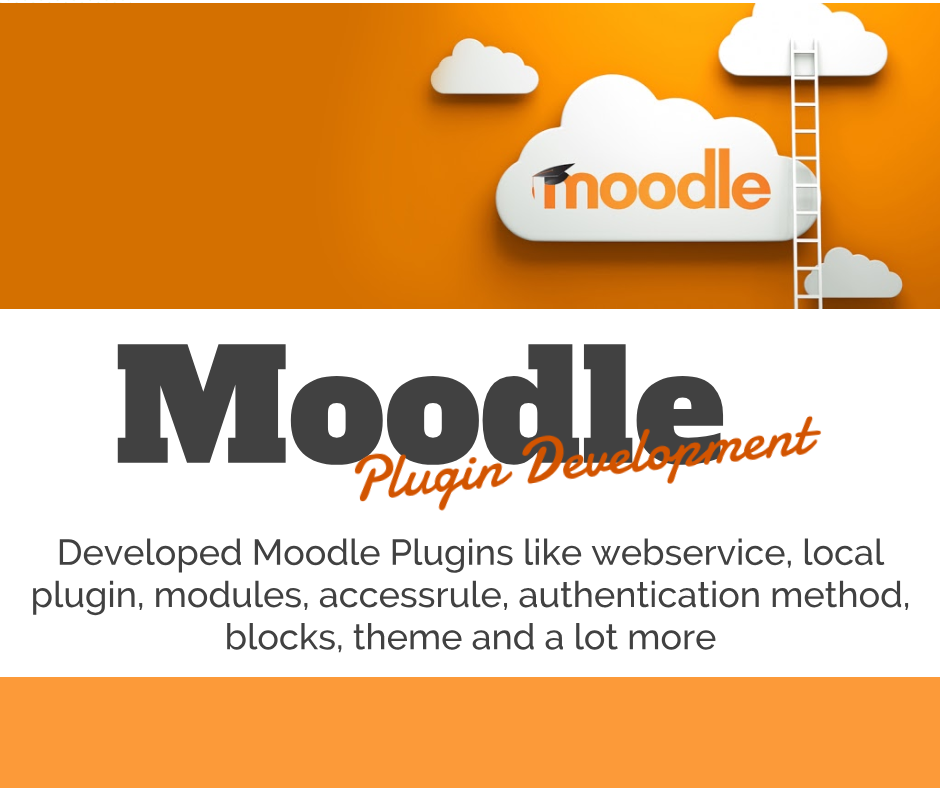 moodle
Moodle
Plugin Development
Developed Moodle Plugins like webservice, local
plugin, modules, accessrule, authentication method,
blocks, theme and a lot more